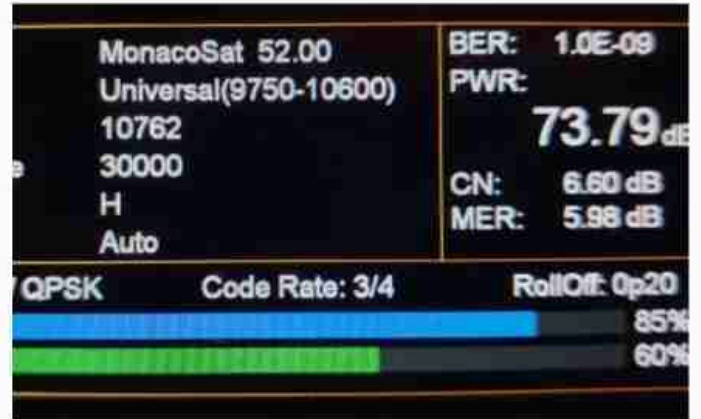 MonacoSat 52.00
Universal(9750-10600)
10762
30000
H
Auto
BER: 1.0E-09
PWR:
73.79
CN: 6.60 dB
MER: 5.98 dB
QPSK Code Rate: 3/4 RollOff: 0p20
85%
60%